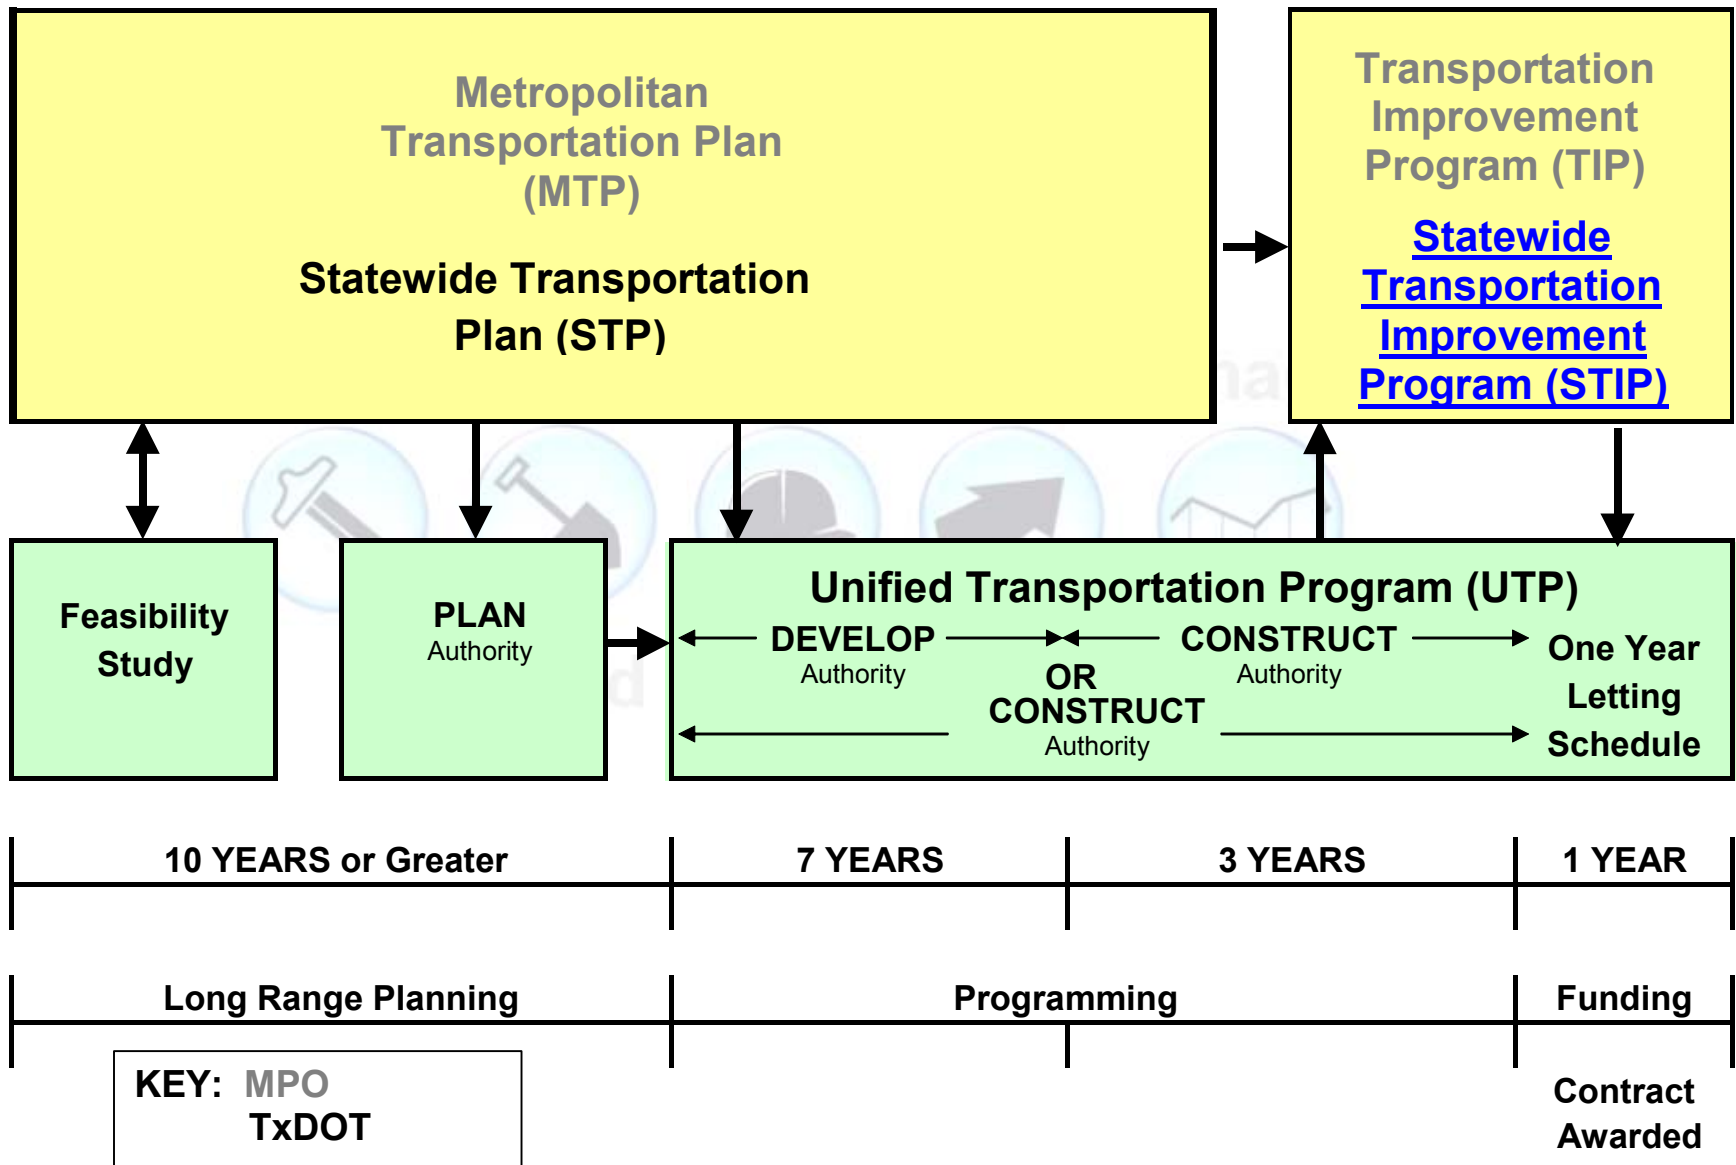 Metropolitan
Transportation Plan
(MTP)
Statewide Transportation
Plan (STP)
Transportation
Improvement
Program (TIP)
Statewide
Transportation
Improvement
Program (STIP)
Feasibility
Study
PLAN
Authority
Unified Transportation Program (UTP)
DEVELOP
Authority
OR
CONSTRUCT
Authority
CONSTRUCT
Authority
One Year
Letting
Schedule
10 YEARS or Greater
7 YEARS
3 YEARS
1 YEAR
Long Range Planning
Programming
Funding
KEY: MPO
TxDOT
Contract
Awarded